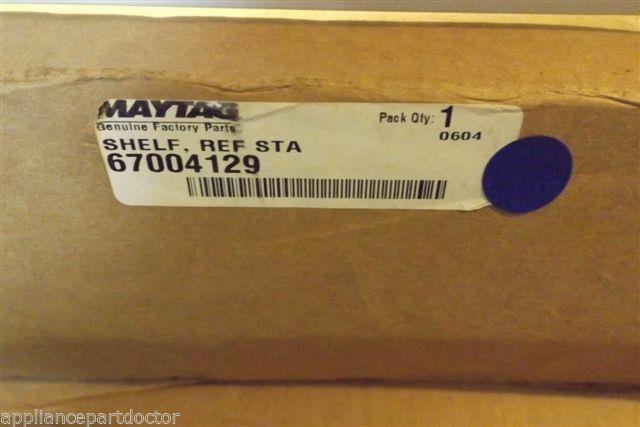 MAYTAG
Genuine Factory Parts
Pack Qty: 1
0604
SHELF, REF STA
67004129
appliancepartdoctor